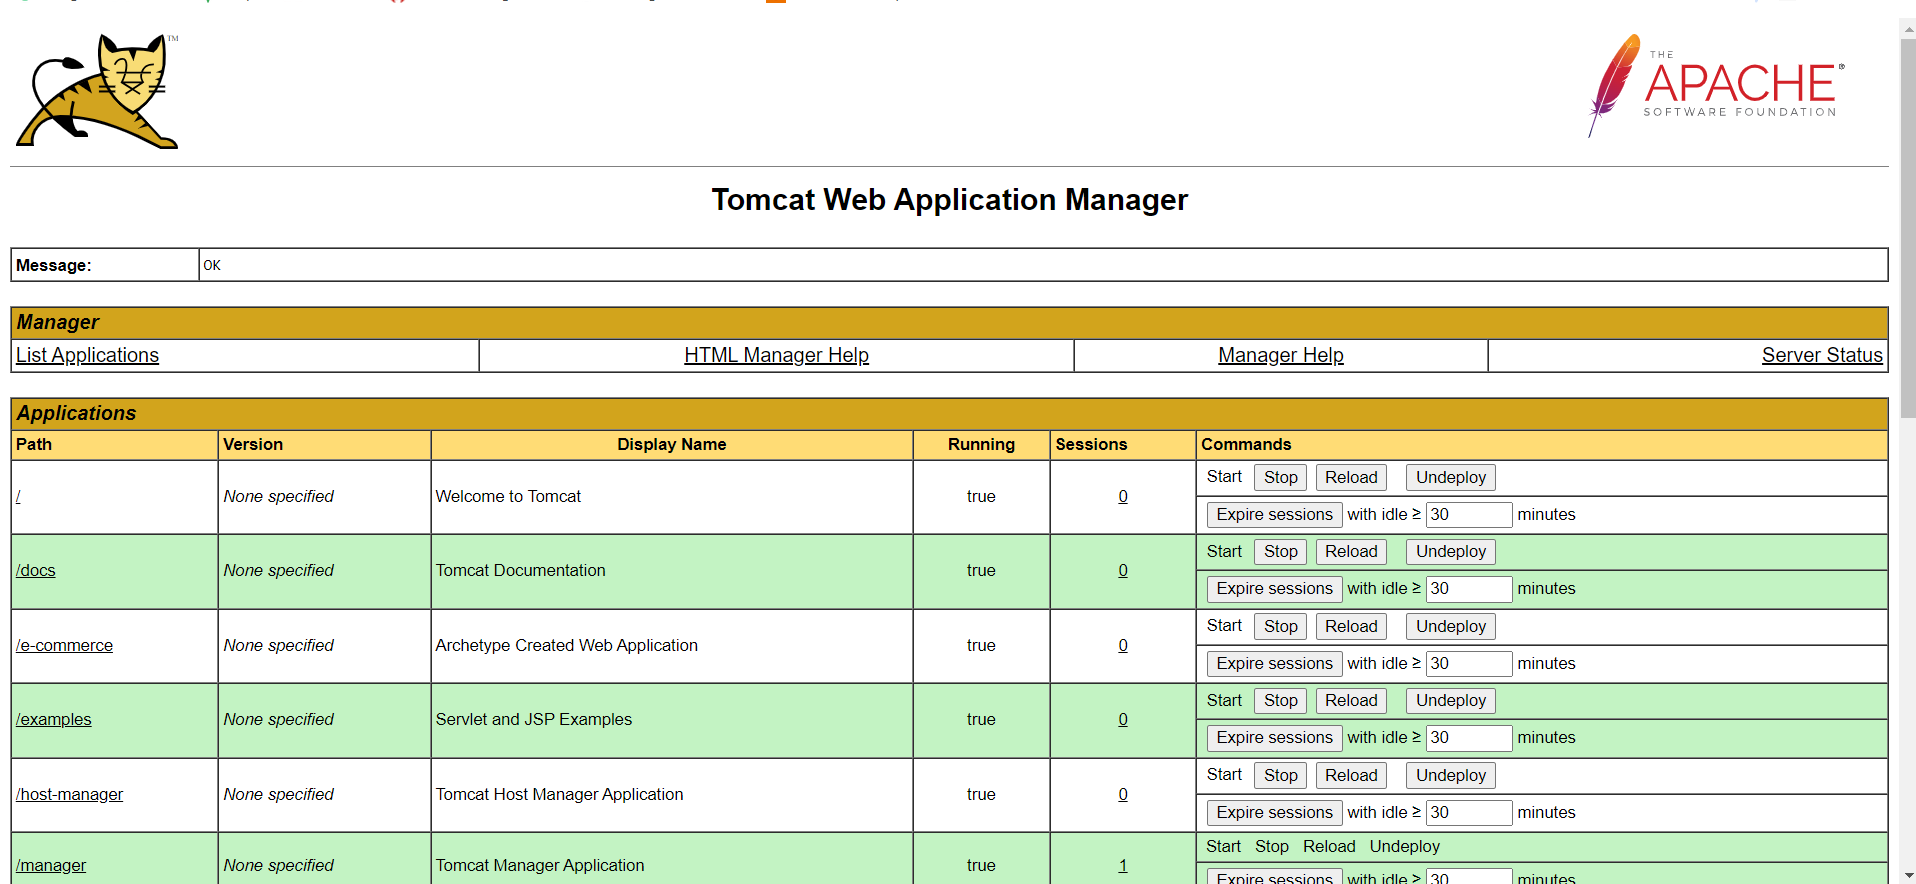 TM
THE
APACHE®
SOFTWARE FOUNDATION
Tomcat Web Application Manager
Message: OK
Manager
List Applications HTML Manager Help Manager Help Server Status
Applications
Path Version Display Name Running Sessions Commands
/ None specified Welcome to Tomcat true 0 Start Stop Reload Undeploy
Expire sessions with idle ≥ 30 minutes
/docs None specified Tomcat Documentation true 0 Start Stop Reload Undeploy
Expire sessions with idle ≥ 30 minutes
/e-commerce None specified Archetype Created Web Application true 0 Start Stop Reload Undeploy
Expire sessions with idle ≥ 30 minutes
/examples None specified Servlet and JSP Examples true 0 Start Stop Reload Undeploy
Expire sessions with idle ≥ 30 minutes
/host-manager None specified Tomcat Host Manager Application true 0 Start Stop Reload Undeploy
Expire sessions with idle ≥ 30 minutes
/manager None specified Tomcat Manager Application true 1 Start Stop Reload Undeploy
Expire sessions with idle ≥ 30 minutes